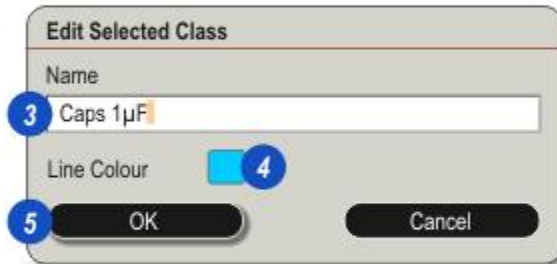 Edit Selected Class
Name
3 Caps 1µF
Line Colour 4
5 OK Cancel